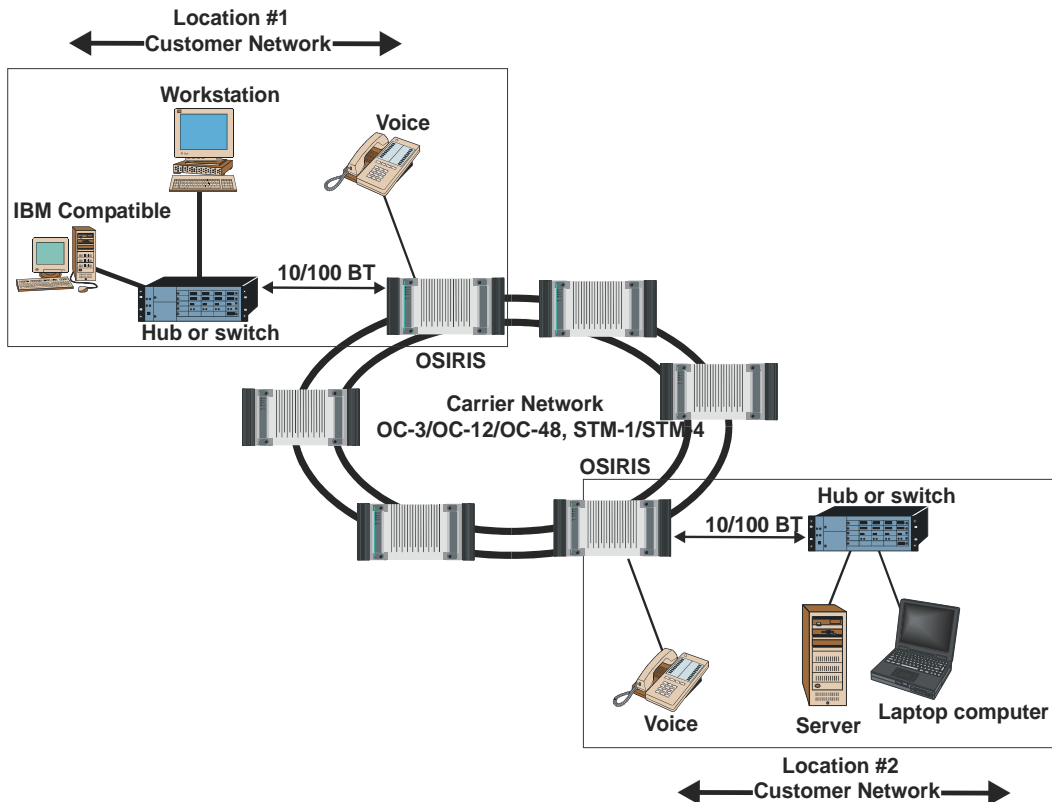 Location #1
Customer Network
Workstation
Voice
IBM Compatible
10/100 BT
Hub or switch
OSIRIS
Carrier Network
OC-3/OC-12/OC-48, STM-1/STM-4
OSIRIS
Hub or switch
10/100 BT
Voice
Server
Laptop computer
Location #2
Customer Network